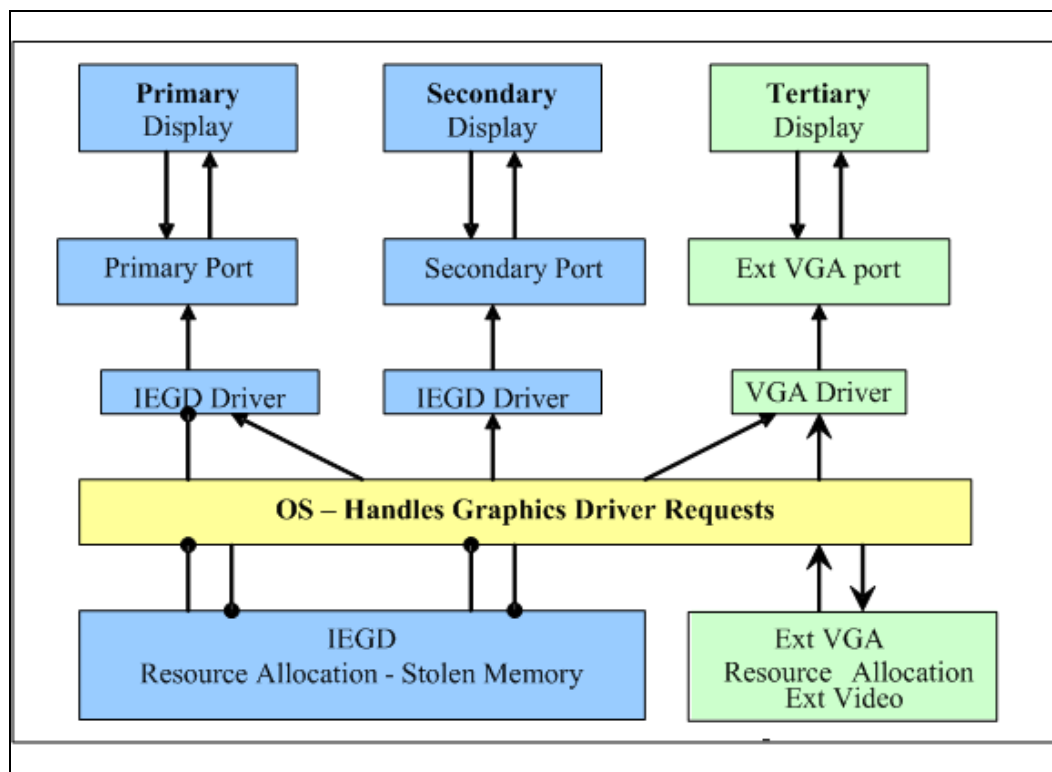 Primary
Display
Secondary
Display
Tertiary
Display
Primary Port
Secondary Port
Ext VGA port
IEGD Driver
IEGD Driver
VGA Driver
OS – Handles Graphics Driver Requests
IEGD
Resource Allocation - Stolen Memory
Ext VGA
Resource Allocation
Ext Video